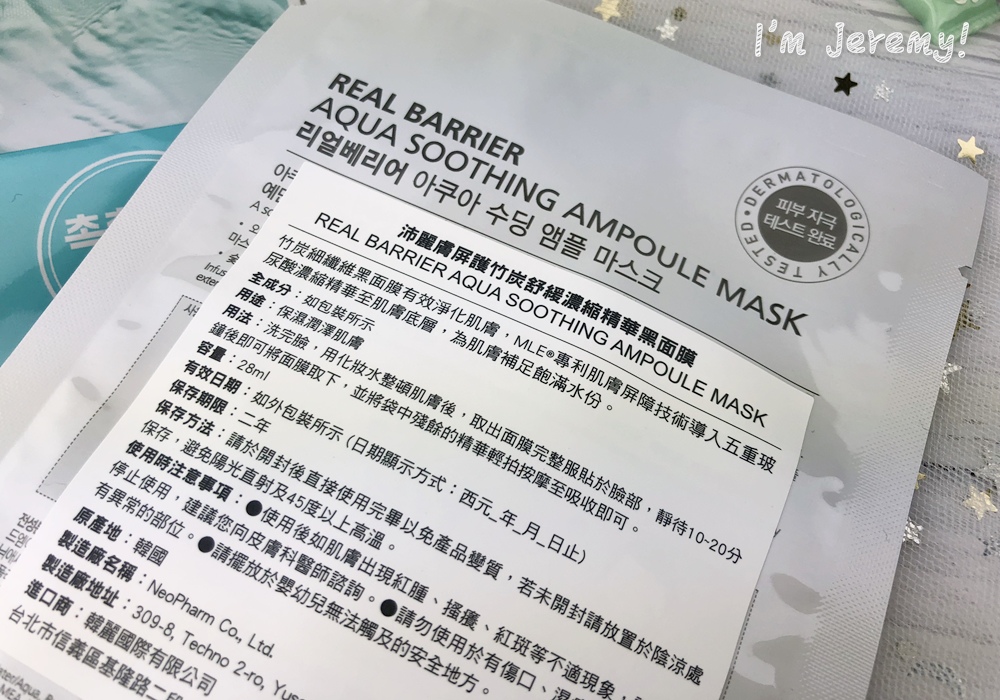 I'm Jeremy!
REAL BARRIER
AQUA SOOTHING AMPOULE MASK
리얼베리어 아쿠아 수딩 앰플 마스크
DERMATOLOGICALLY TESTED
피부 자극
테스트 완료
沛麗膚屏護竹炭舒緩濃縮精華黑面膜
REAL BARRIER AQUA SOOTHING AMPOULE MASK
竹炭細纖維黑面膜有效淨化肌膚，MLE®專利肌膚屏障技術導入五重玻
尿酸濃縮精華至肌膚底層，為肌膚補足飽滿水份。
全成分：如包裝所示
用途：保濕潤澤肌膚
用法：洗完臉，用化妝水整頓肌膚後，取出面膜完整服貼於臉部，靜待10-20分
鐘後即可將面膜取下，並將袋中殘餘的精華輕拍按摩至吸收即可。
容量：28ml
有效日期：如外包裝所示 (日期顯示方式：西元_年_月_日止)
保存期限：二年
保存方法：請於開封後直接使用完畢以免產品變質，若未開封請放置於陰涼處
保存，避免陽光直射及45度以上高溫。
使用時注意事項：●使用後如肌膚出現紅腫、搔癢、紅斑等不適現象，
停止使用，建議您向皮膚科醫師諮詢。●請勿使用於有傷口、
有異常的部位。●請擺放於嬰幼兒無法觸及的安全地方。
原產地：韓國
製造廠名稱：NeoPharm Co., Ltd.
製造廠地址：309-8, Techno 2-ro,
進口商：韓麗國際有限公司
台北市信義區基隆路二段